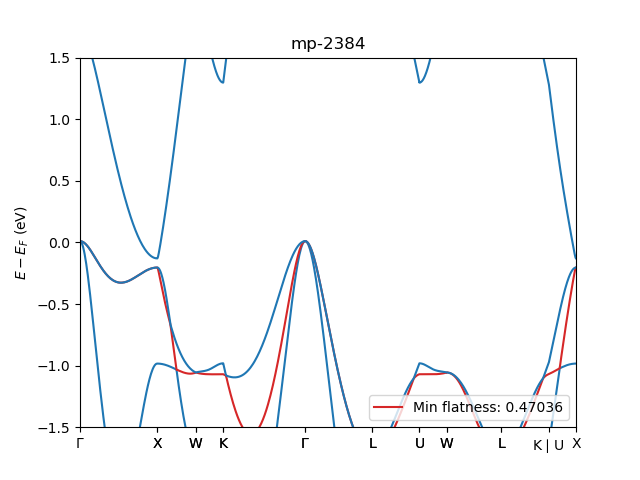 mp-2384
E − E_F (eV)
1.5
1.0
0.5
0.0
−0.5
−1.0
−1.5
Min flatness: 0.47036
Γ X W K Γ L U W L K | U X